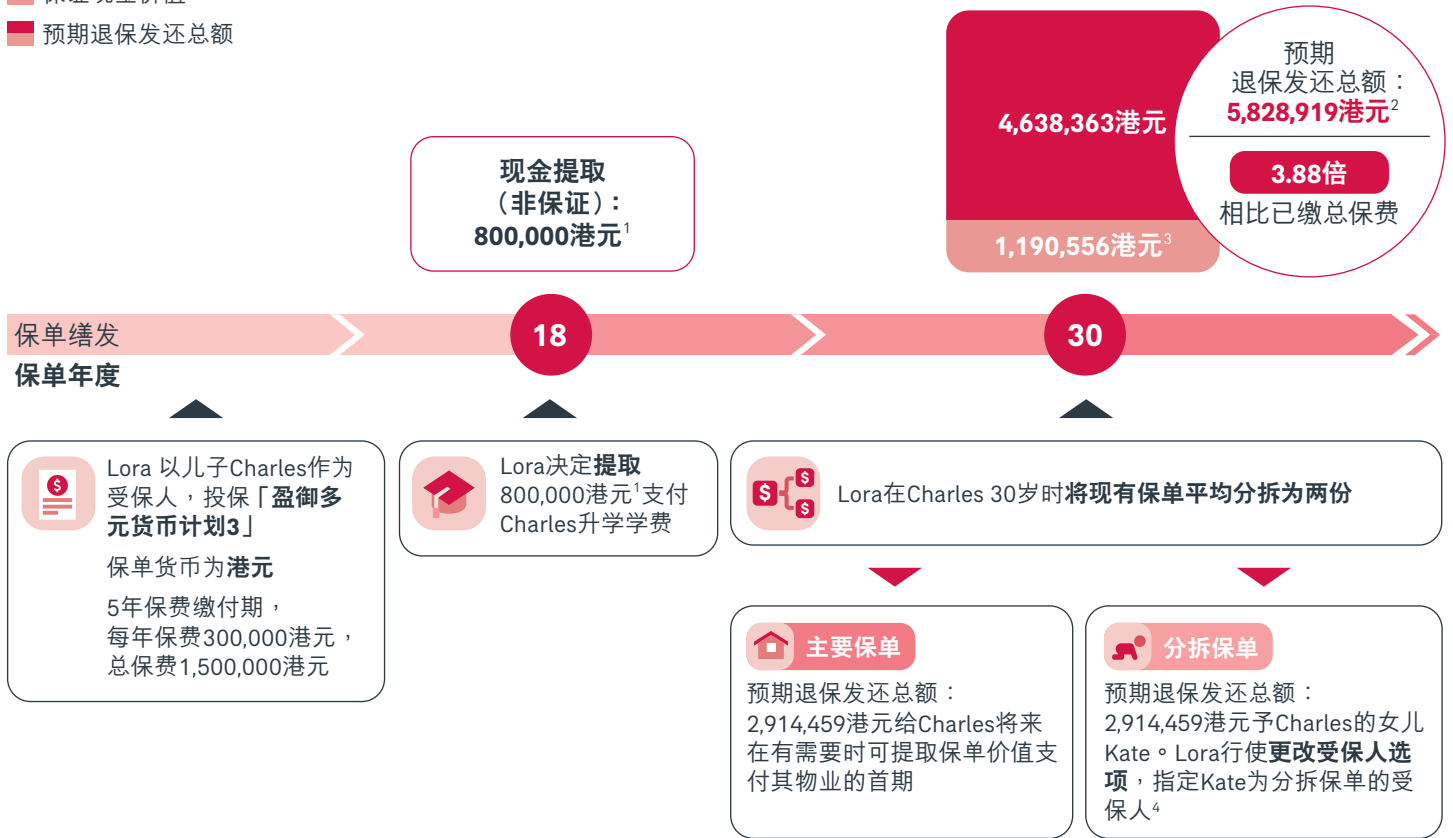 预期退保发还总额
现金提取
（非保证）：
800,000港元1
4,638,363港元
1,190,556港元3
预期
退保发还总额：
5,828,919港元2
3.88倍
相比已缴总保费
保单缮发
18
30
保单年度
Lora 以儿子Charles作为
受保人，投保「盈御多
元货币计划3」
保单货币为港元
5年保费缴付期，
每年保费300,000港元，
总保费1,500,000港元
Lora决定提取
800,000港元1支付
Charles升学学费
Lora在Charles 30岁时将现有保单平均分拆为两份
主要保单
预期退保发还总额：
2,914,459港元给Charles将来
在有需要时可提取保单价值支
付其物业的首期
分拆保单
预期退保发还总额：
2,914,459港元予Charles的女儿
Kate。Lora行使更改受保人选
项，指定Kate为分拆保单的受
保人4